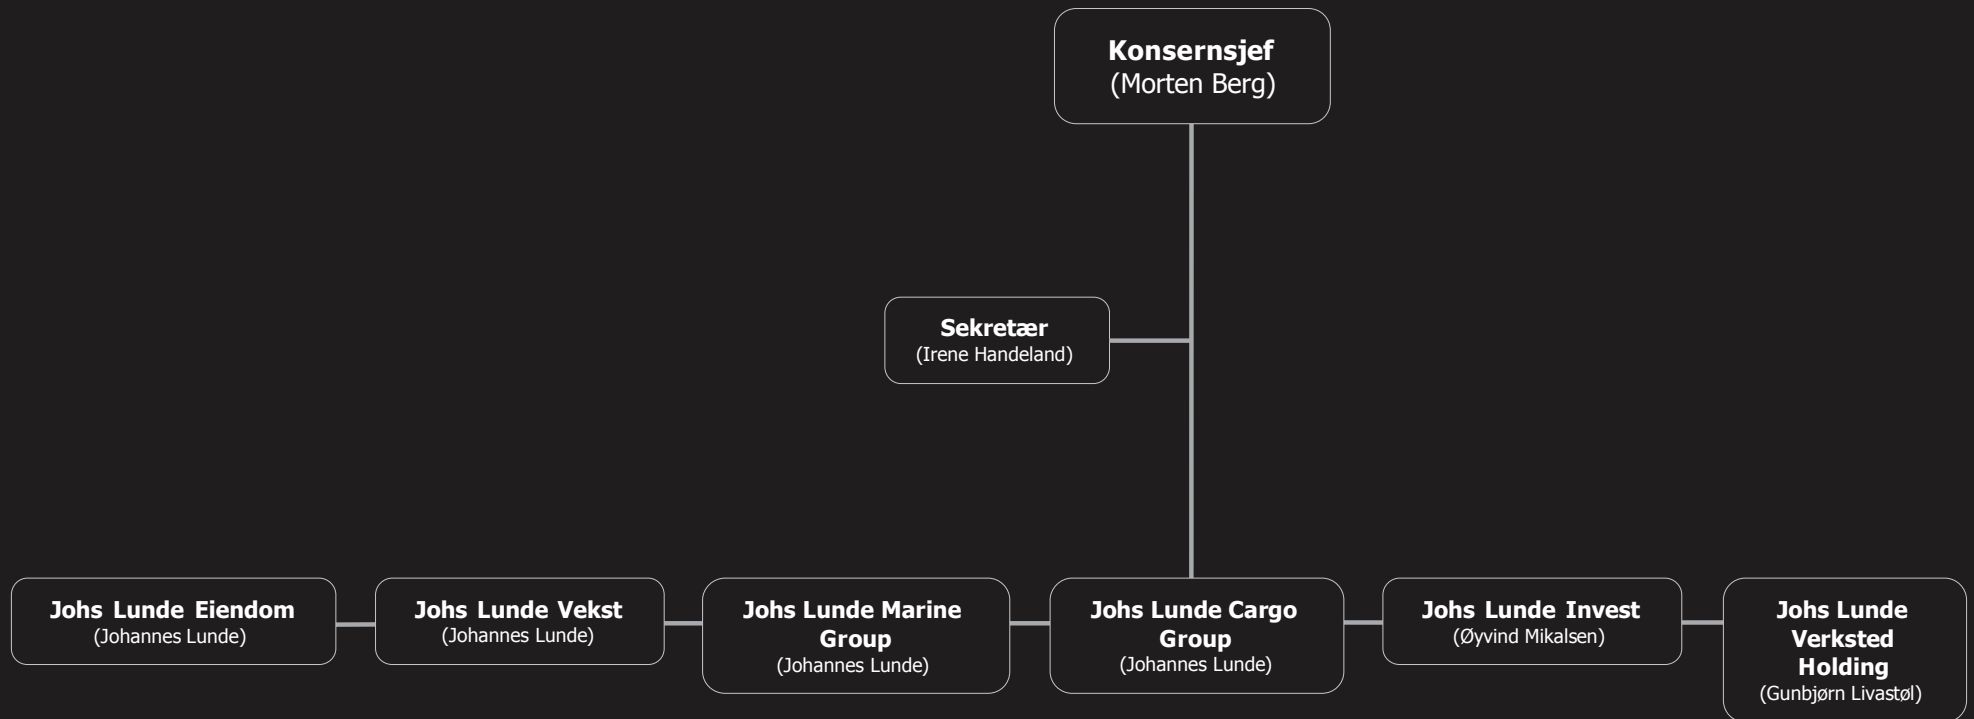 Konsernsjef
(Morten Berg)
Sekretær
(Irene Handeland)
Johs Lunde Eiendom
(Johannes Lunde)
Johs Lunde Vekst
(Johannes Lunde)
Johs Lunde Marine
Group
(Johannes Lunde)
Johs Lunde Cargo
Group
(Johannes Lunde)
Johs Lunde Invest
(Øyvind Mikalsen)
Johs Lunde
Verksted
Holding
(Gunbjørn Livastøl)